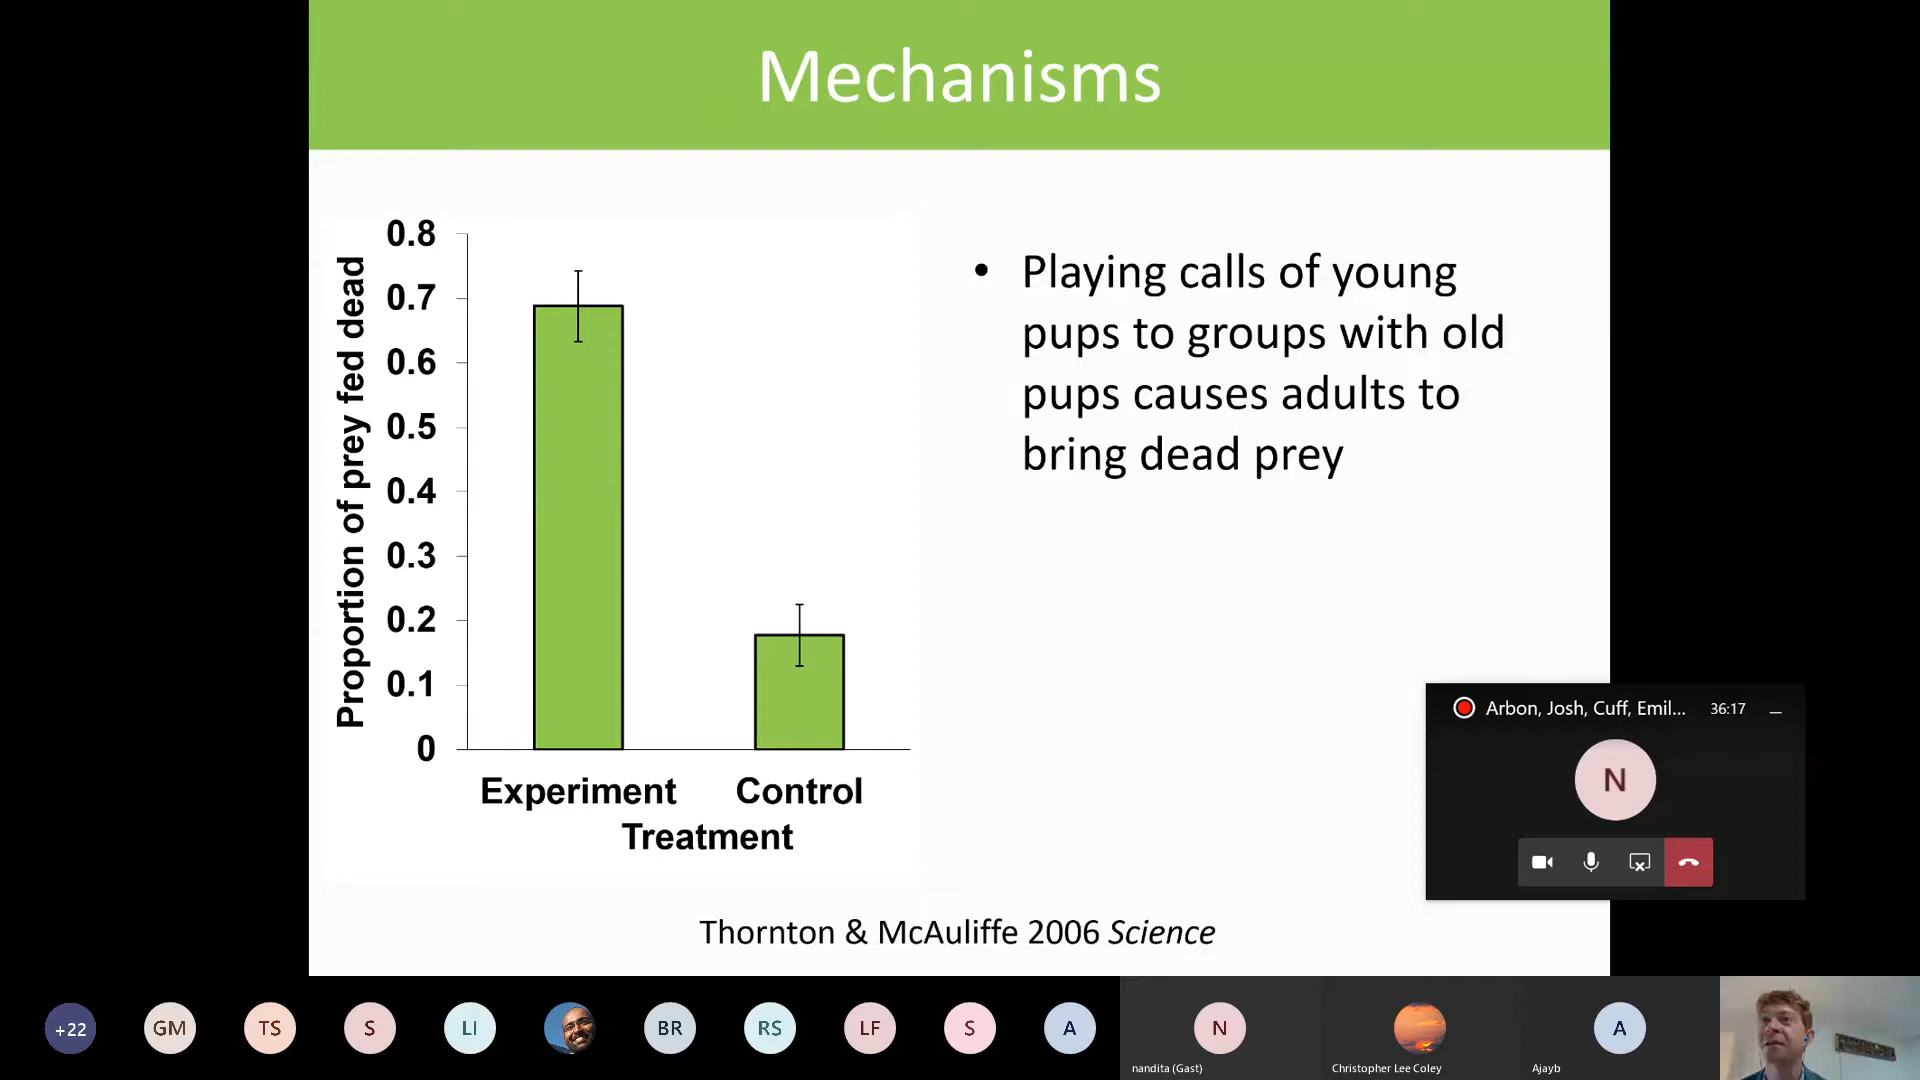 Mechanisms
0.8
0.7
0.6
0.5
0.4
0.3
0.2
0.1
0
Proportion of prey fed dead
Experiment
Control
Treatment
• Playing calls of young
pups to groups with old
pups causes adults to
bring dead prey
Thornton & McAuliffe 2006 Science
Arbon, Josh, Cuff, Emil... 36:17
N
+22
GM
TS
S
LI
BR
RS
LF
S
A
N
A
nandita (Gast)
Christopher Lee Coley
Ajayb